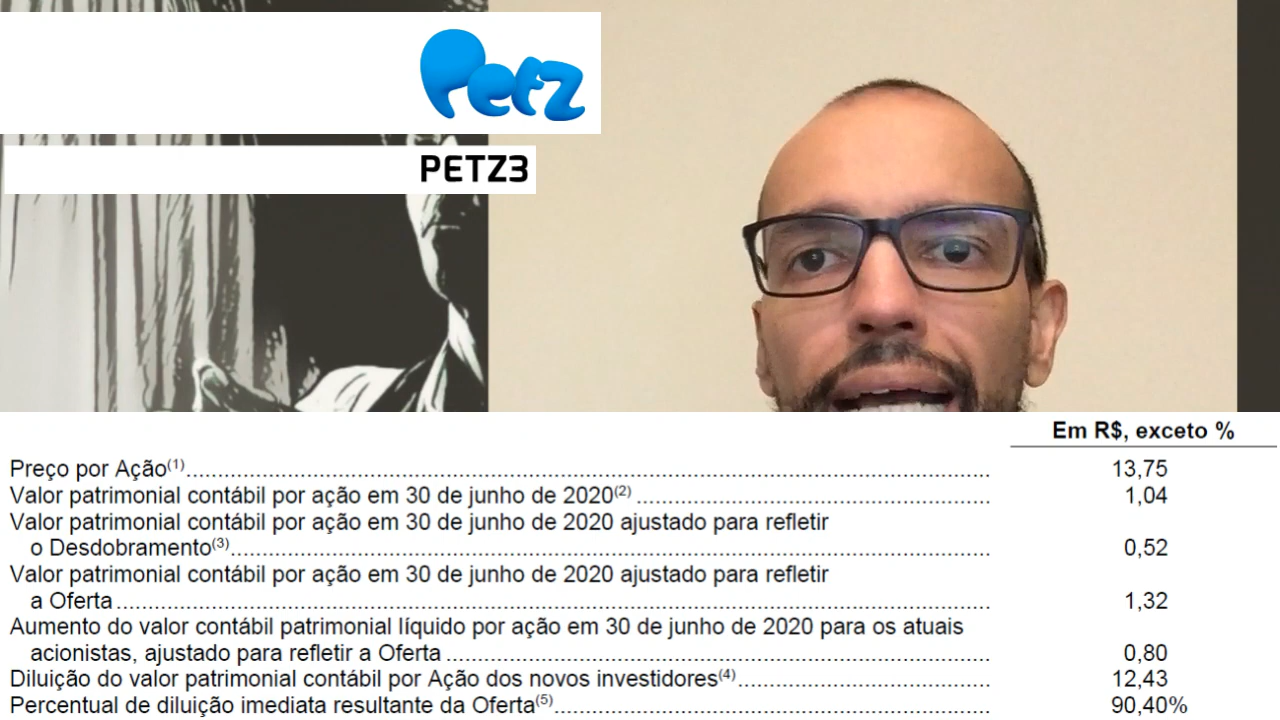 Petz
PETZ3
Em R$, exceto %
Preço por Ação(1)........ 13,75
Valor patrimonial contábil por ação em 30 de junho de 2020(2)........ 1,04
Valor patrimonial contábil por ação em 30 de junho de 2020 ajustado para refletir
o Desdobramento(3)........ 0,52
Valor patrimonial contábil por ação em 30 de junho de 2020 ajustado para refletir
a Oferta........ 1,32
Aumento do valor contábil patrimonial líquido por ação em 30 de junho de 2020 para os atuais
acionistas, ajustado para refletir a Oferta........ 0,80
Diluição do valor patrimonial contábil por Ação dos novos investidores(4)........ 12,43
Percentual de diluição imediata resultante da Oferta(5)........ 90,40%